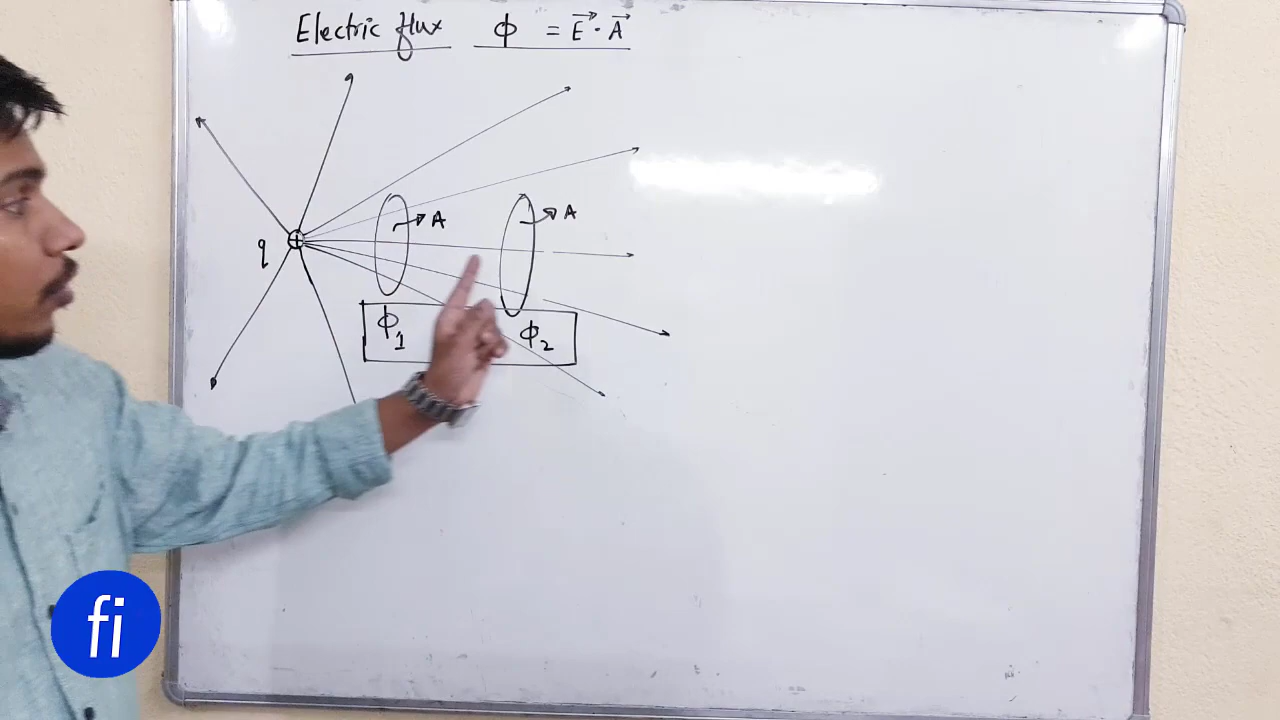 Electric flux ϕ = E⃗ · A⃗
A A
q
ϕ₁ ϕ₂
fi